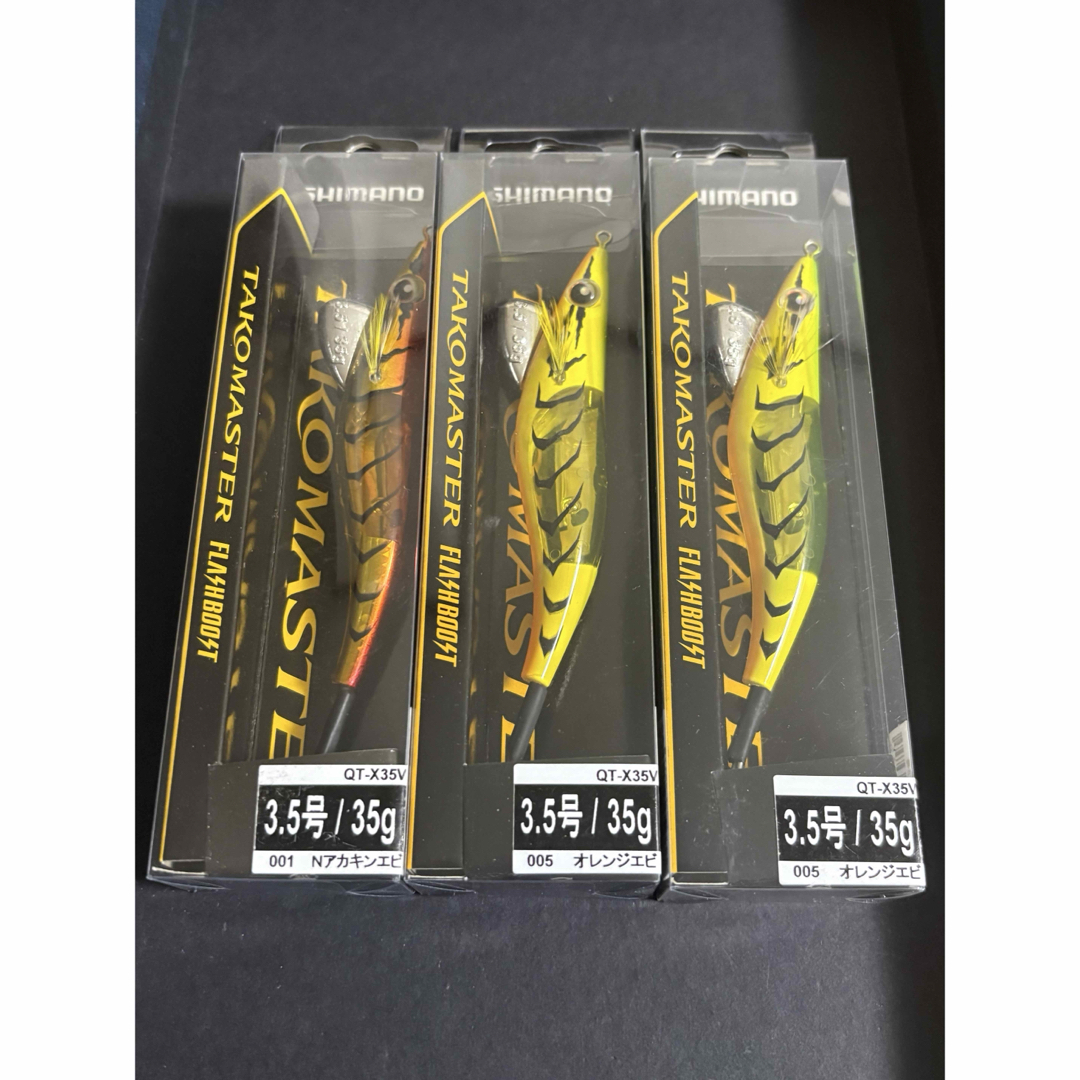 SHIMANO
TAKOMASTER FLASHBOOST
TAKOMASTE
QT-X35V
3.5号 / 35g
001 Nアカキンエビ
SHIMANO
TAKOMASTER FLASHBOOST
QT-X35V
3.5号 / 35g
005 オレンジエビ
HIMANO
TAKOMASTER FLASHBOOST
QT-X35V
3.5号 / 35g
005 オレンジエビ